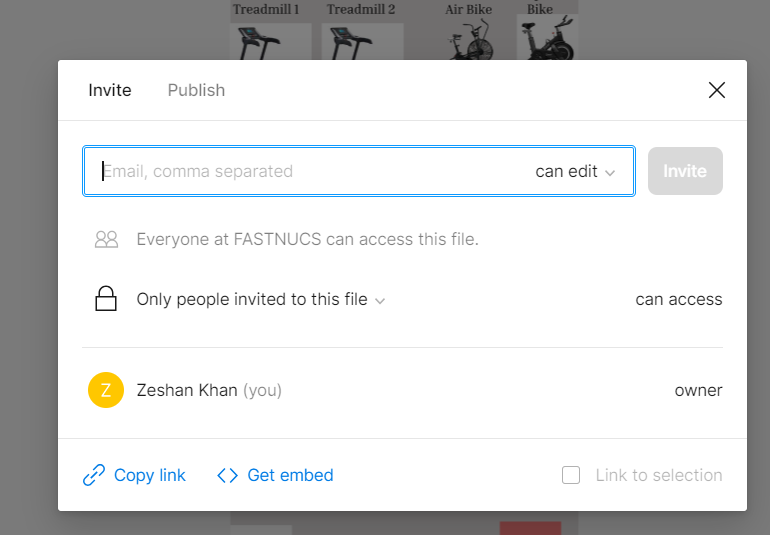 Treadmill 1 Treadmill 2 Air Bike Bike
Invite Publish
Email, comma separated can edit Invite
Everyone at FASTNUCS can access this file.
Only people invited to this file can access
Z Zeshan Khan (you) owner
Copy link Get embed Link to selection